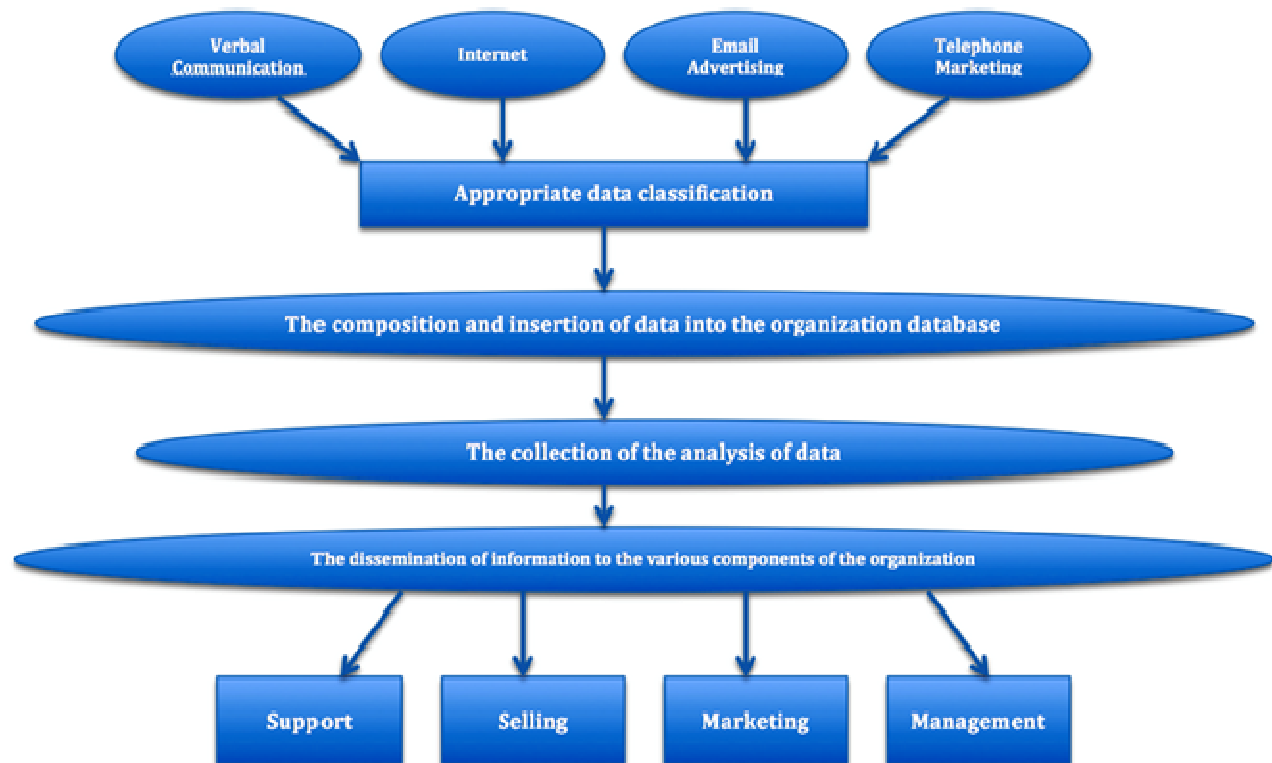 Verbal
Communication
Internet
Email
Advertising
Telephone
Marketing
Appropriate data classification
The composition and insertion of data into the organization database
The collection of the analysis of data
The dissemination of information to the various components of the organization
Support
Selling
Marketing
Management